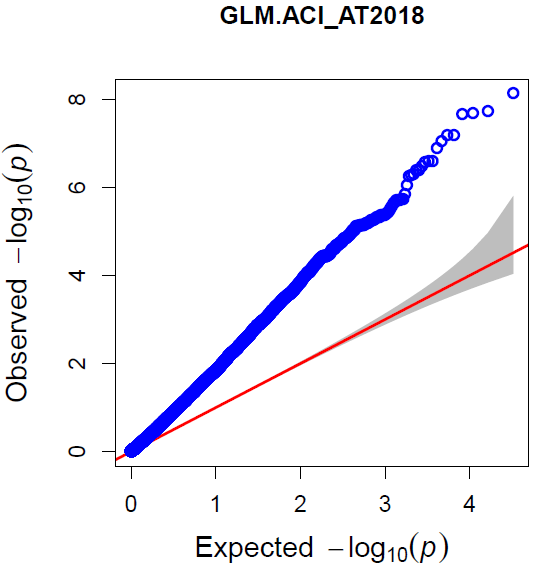 GLM.ACI_AT2018
Observed −log₁₀(p)
8
6
4
2
0
0 1 2 3 4
Expected −log₁₀(p)